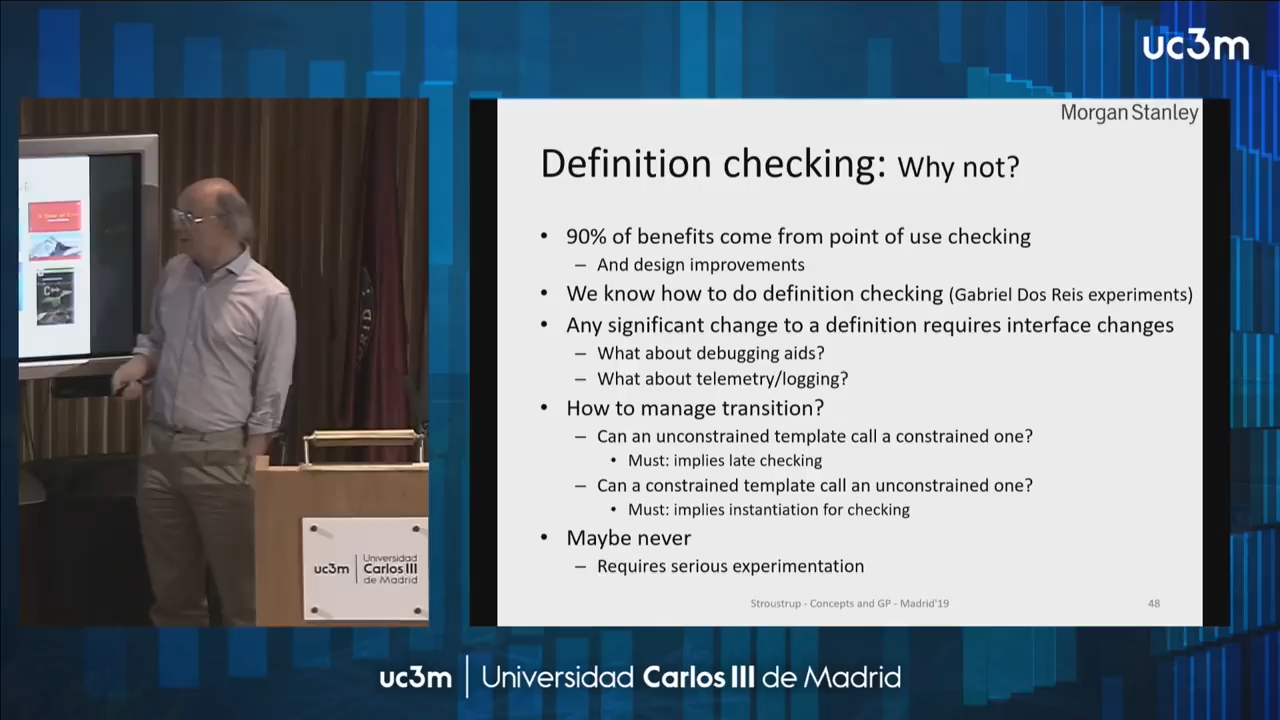 uc3m
Morgan Stanley
Definition checking: Why not?
• 90% of benefits come from point of use checking
– And design improvements
• We know how to do definition checking (Gabriel Dos Reis experiments)
• Any significant change to a definition requires interface changes
– What about debugging aids?
– What about telemetry/logging?
• How to manage transition?
– Can an unconstrained template call a constrained one?
• Must: implies late checking
– Can a constrained template call an unconstrained one?
• Must: implies instantiation for checking
• Maybe never
– Requires serious experimentation
Stroustrup - Concepts and GP - Madrid'19
48
C++
uc3m
Universidad
Carlos III
de Madrid
uc3m | Universidad Carlos III de Madrid